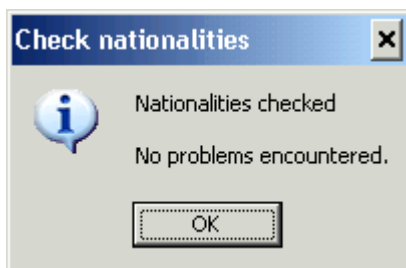 Check nationalities
Nationalities checked
No problems encountered.
OK